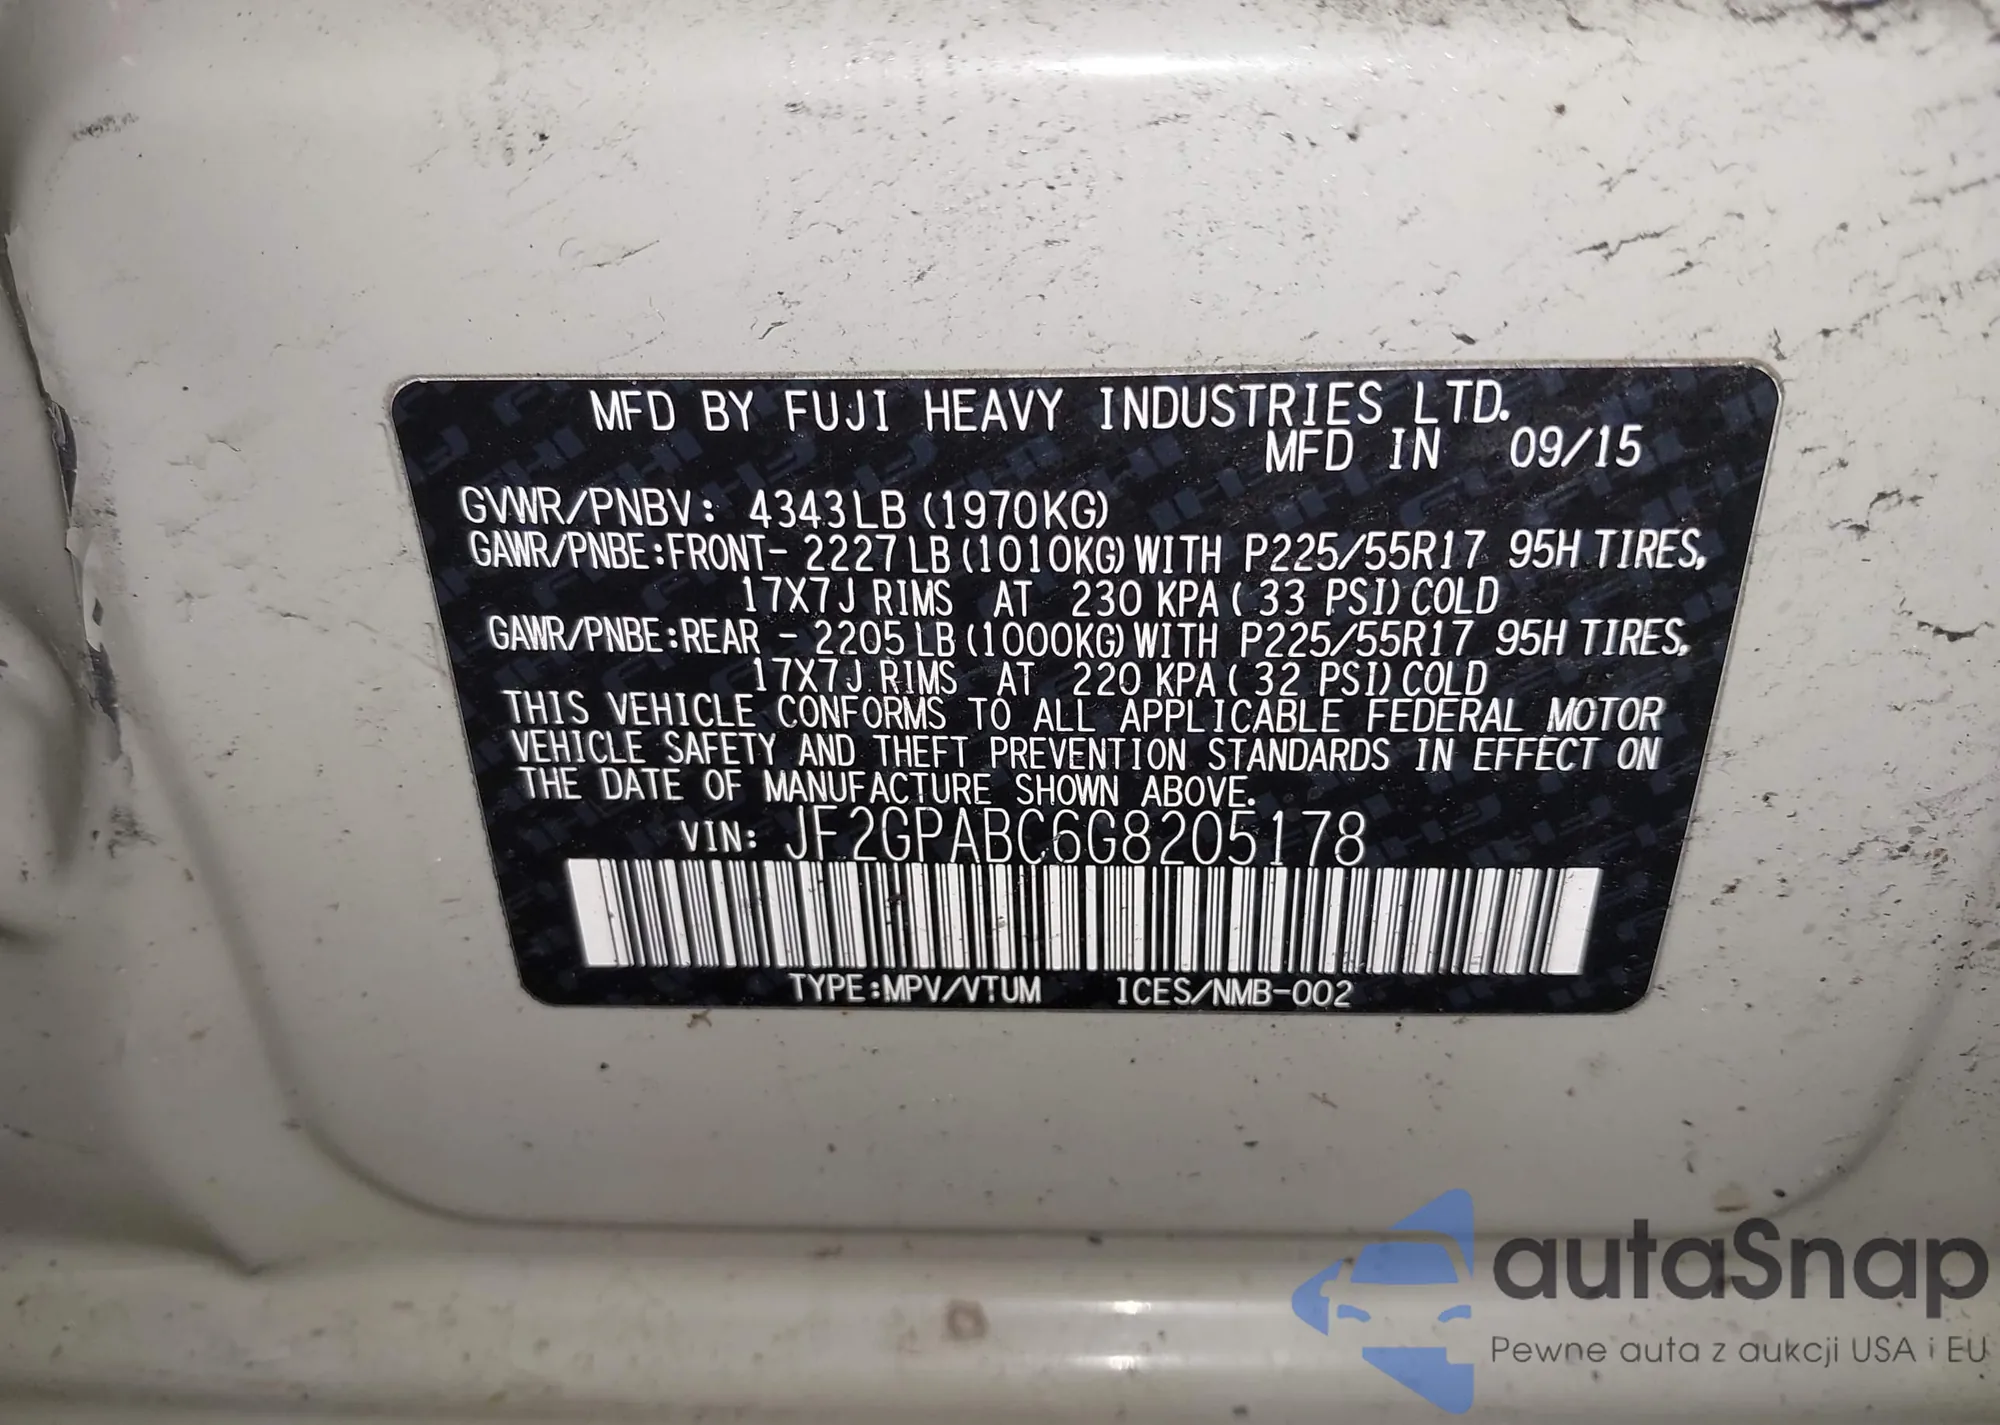 MFD BY FUJI HEAVY INDUSTRIES LTD.
MFD IN 09/15
GVWR/PNBV: 4343LB (1970KG)
GAWR/PNBE:FRONT- 2227LB (1010KG) WITH P225/55R17 95H TIRES,
17X7J RIMS AT 230 KPA ( 33 PSI) COLD
GAWR/PNBE:REAR - 2205LB (1000KG) WITH P225/55R17 95H TIRES,
17X7J RIMS AT 220 KPA ( 32 PSI) COLD
THIS VEHICLE CONFORMS TO ALL APPLICABLE FEDERAL MOTOR
VEHICLE SAFETY AND THEFT PREVENTION STANDARDS IN EFFECT ON
THE DATE OF MANUFACTURE SHOWN ABOVE.
VIN: JF2GPABC6G8205178
TYPE:MPV/VTUM ICES/NMB-002
autaSnap
Pewne auta z aukcji USA i EU